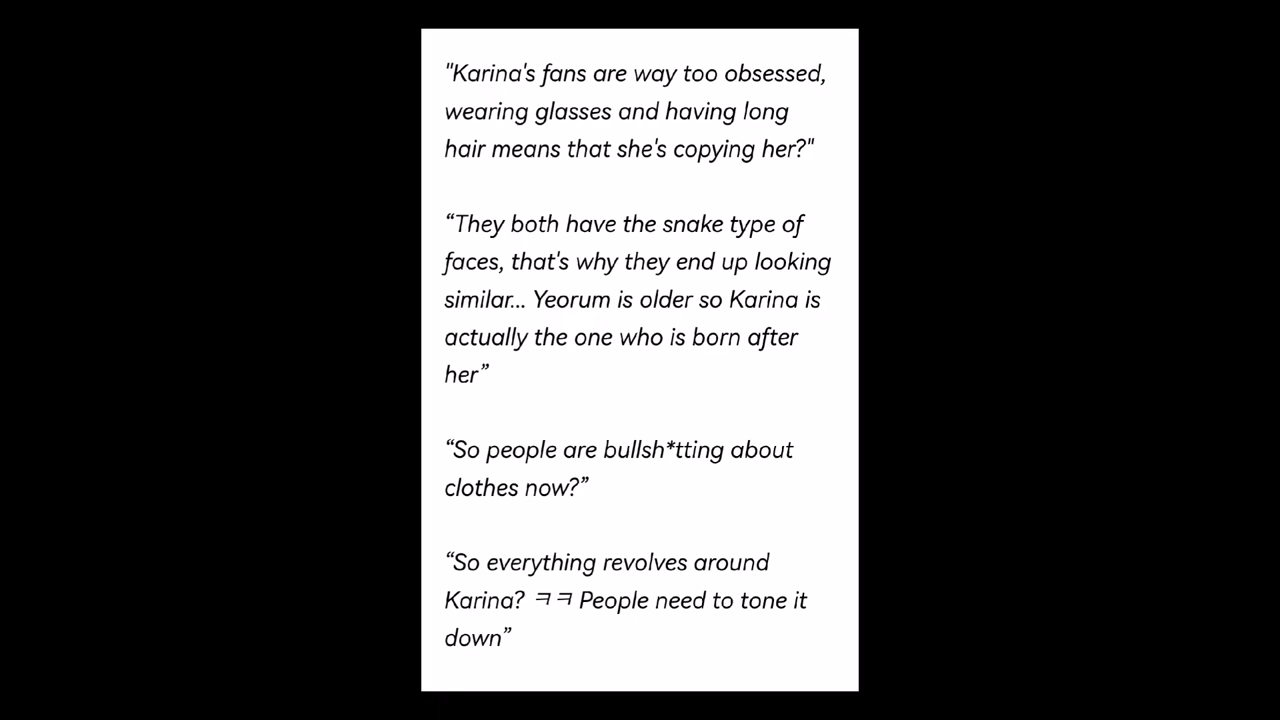 "Karina's fans are way too obsessed,
wearing glasses and having long
hair means that she's copying her?"
“They both have the snake type of
faces, that's why they end up looking
similar... Yeorum is older so Karina is
actually the one who is born after
her”
“So people are bullsh*tting about
clothes now?”
“So everything revolves around
Karina? ㅋㅋ People need to tone it
down”